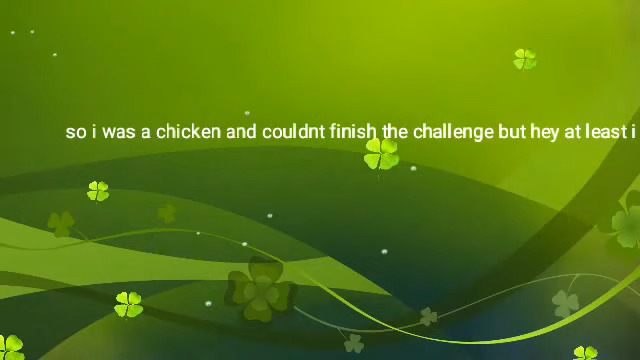 so i was a chicken and couldnt finish the challenge but hey at least i